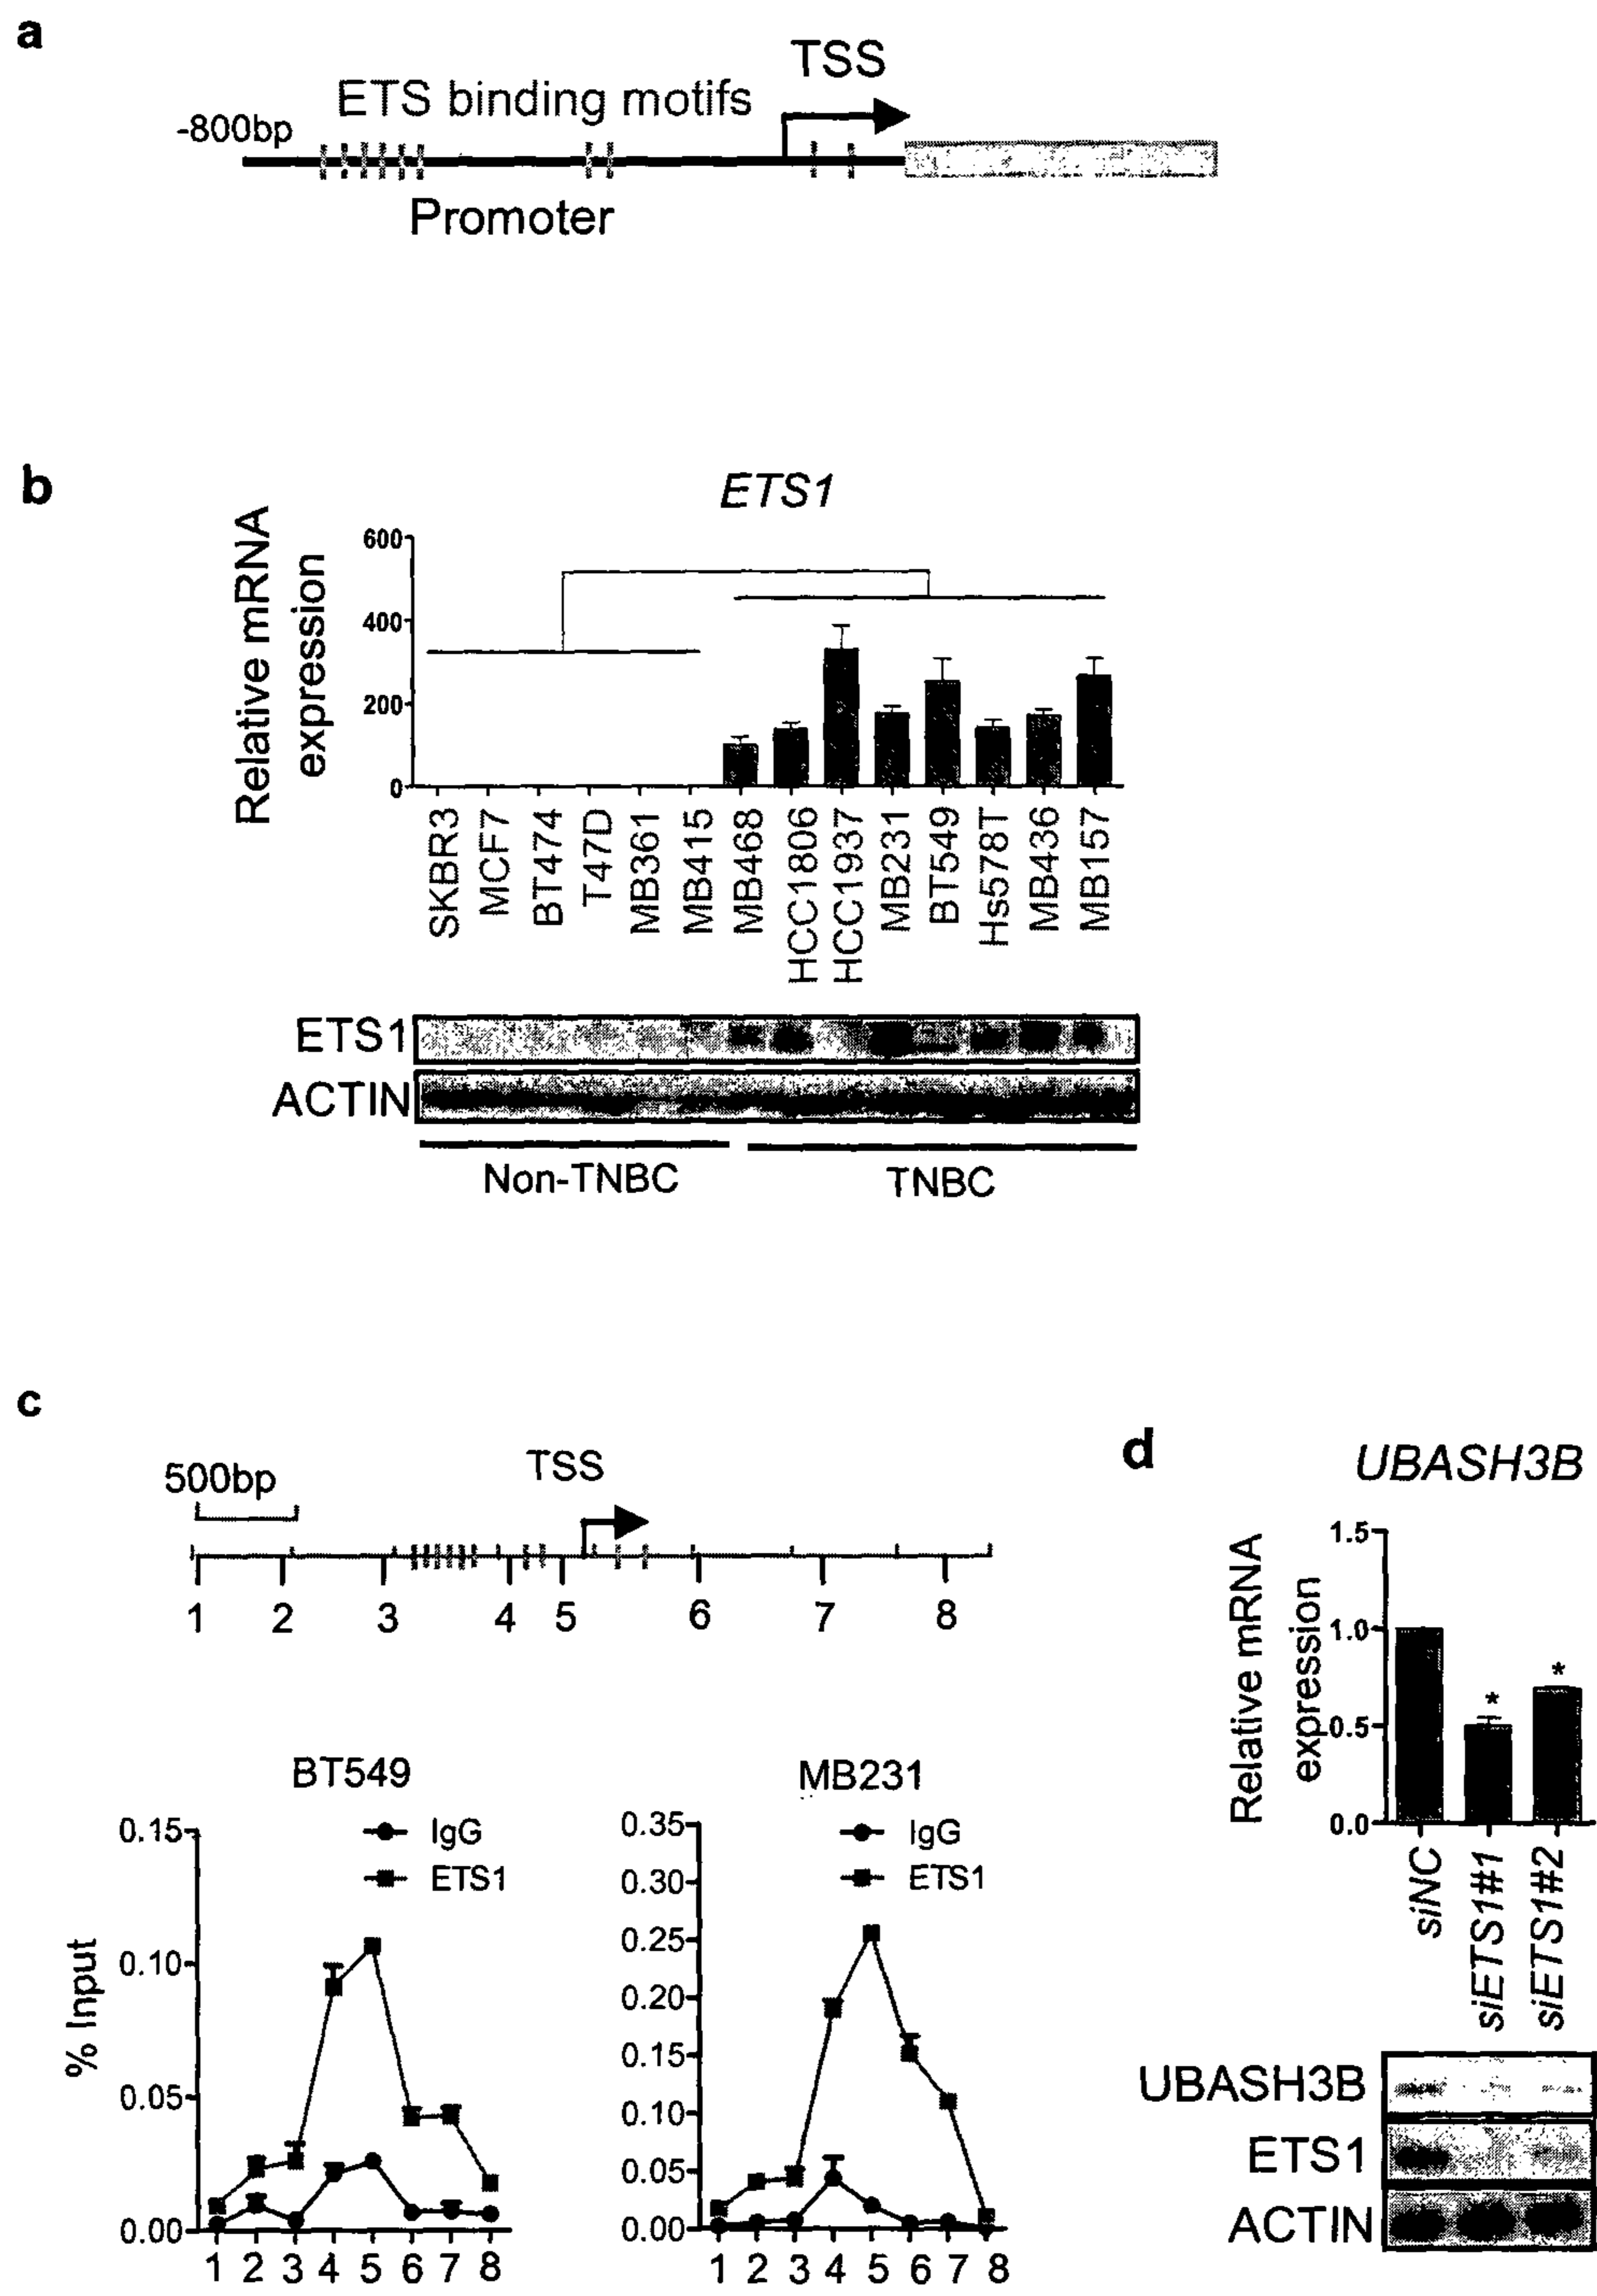 a
TSS
ETS binding motifs
-800bp
Promoter
b
ETS1
Relative mRNA
expression
600
400
200
0
SKBR3
MCF7
BT474
T47D
MB361
MB415
MB468
HCC1806
HCC1937
MB231
BT549
Hs578T
MB436
MB157
ETS1
ACTIN
Non-TNBC
TNBC
c
500bp
TSS
1 2 3 4 5 6 7 8
BT549
IgG
ETS1
% Input
0.15
0.10
0.05
0.00
1 2 3 4 5 6 7 8
MB231
IgG
ETS1
0.35
0.30
0.25
0.20
0.15
0.10
0.05
0.00
1 2 3 4 5 6 7 8
d
UBASH3B
Relative mRNA
expression
1.5
1.0
0.5
0.0
*
*
siNC
siETS1#1
siETS1#2
UBASH3B
ETS1
ACTIN